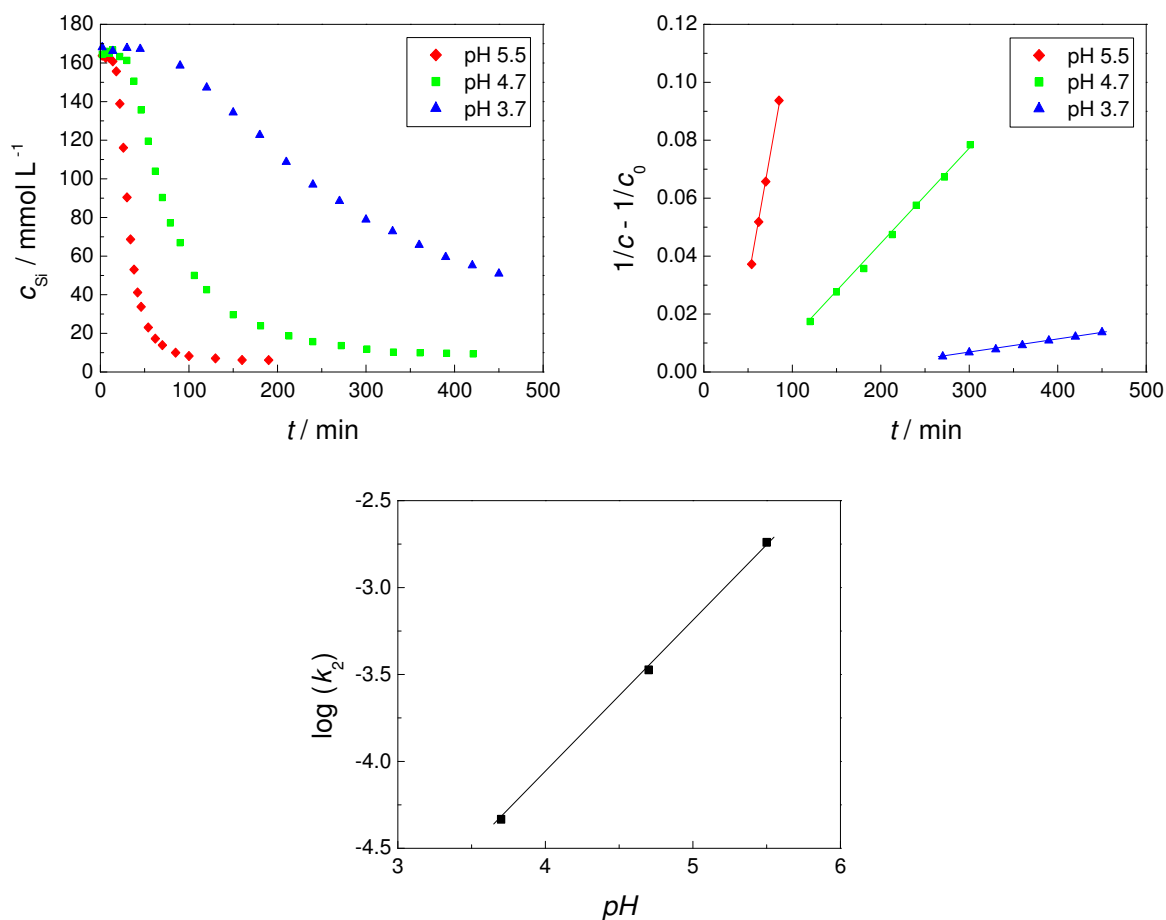 180
160
140
120
100
80
60
40
20
0
c_Si / mmol L^-1
pH 5.5
pH 4.7
pH 3.7
0 100 200 300 400 500
t / min
0.12
0.10
0.08
0.06
0.04
0.02
0.00
1/c - 1/c_0
pH 5.5
pH 4.7
pH 3.7
0 100 200 300 400 500
t / min
-2.5
-3.0
-3.5
-4.0
-4.5
log (k_2)
3 4 5 6
pH